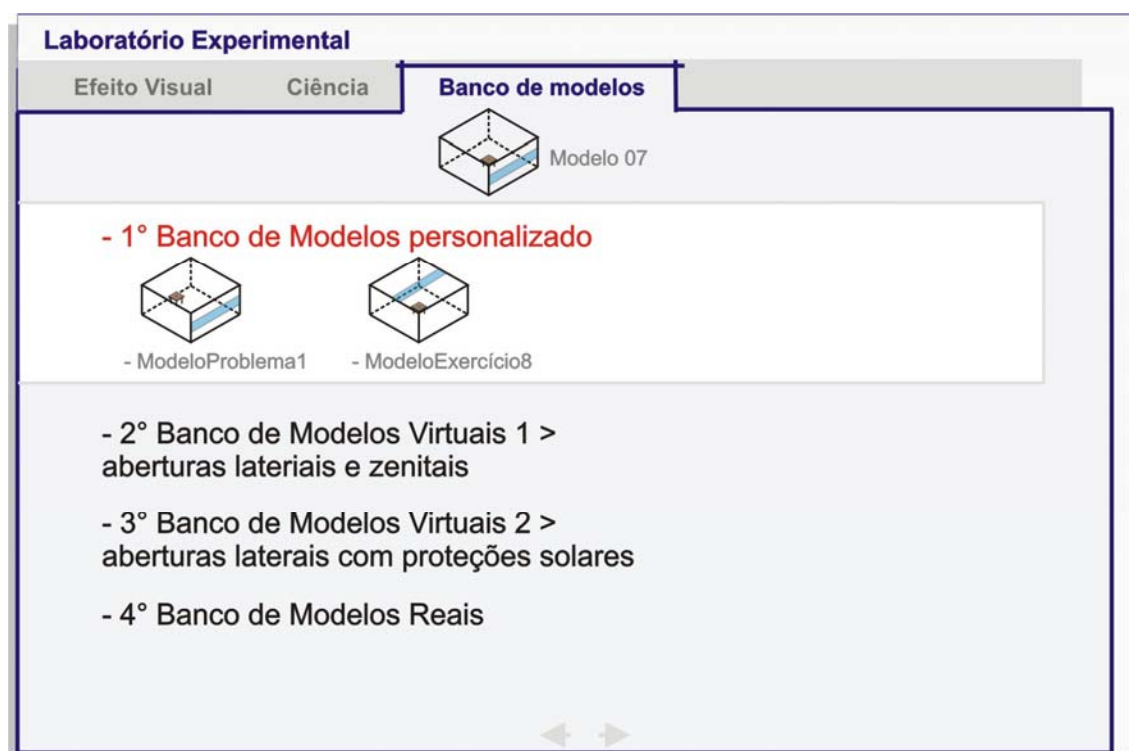 Laboratório Experimental
Efeito Visual Ciência Banco de modelos
Modelo 07
- 1° Banco de Modelos personalizado
- ModeloProblema1 - ModeloExercício8
- 2° Banco de Modelos Virtuais 1 >
aberturas lateriais e zenitais
- 3° Banco de Modelos Virtuais 2 >
aberturas laterais com proteções solares
- 4° Banco de Modelos Reais